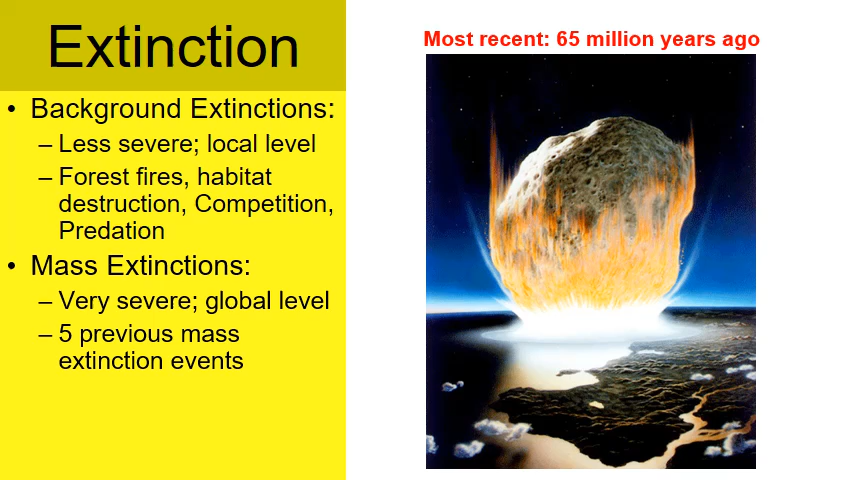 Extinction
• Background Extinctions:
– Less severe; local level
– Forest fires, habitat
destruction, Competition,
Predation
• Mass Extinctions:
– Very severe; global level
– 5 previous mass
extinction events
Most recent: 65 million years ago